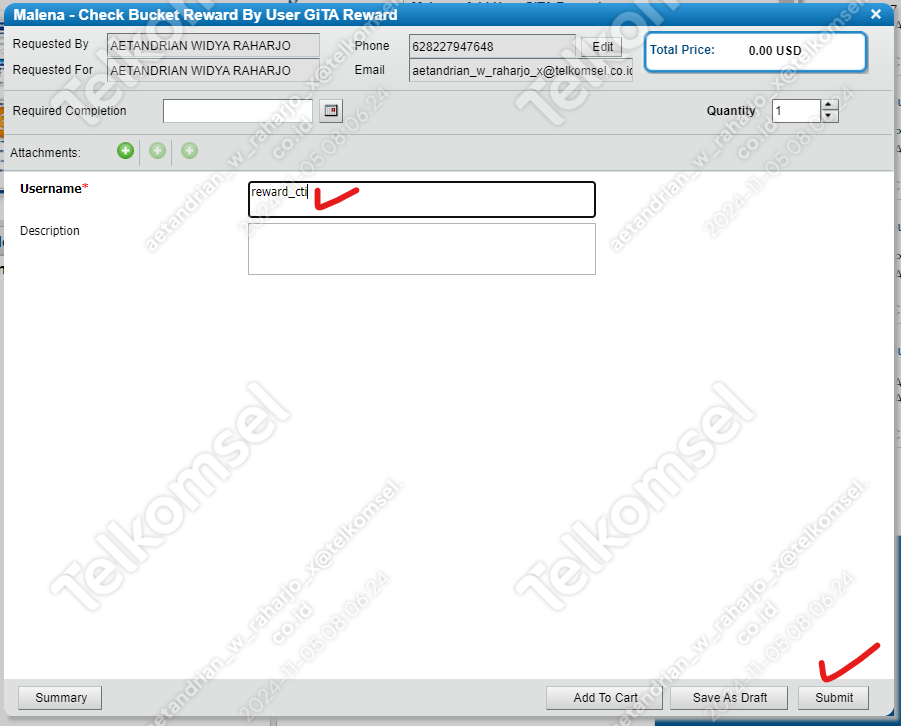 Malena - Check Bucket Reward By User GiTA Reward
Requested By AETANDRIAN WIDYA RAHARJO Phone 628227947648 Edit Total Price: 0.00 USD
Requested For AETANDRIAN WIDYA RAHARJO Email aetandrian_w_raharjo_x@telkomsel.co.id
Required Completion Quantity 1
Attachments:
Username* reward_cti
Description
Telkomsel
aetandrian_w_raharjo_x@telkomsel.
co.id
2024-11-05 08:06:24
Telkomsel
aetandrian_w_raharjo_x@telkomsel.
co.id
2024-11-05 08:06:24
Telkomsel
aetandrian_w_raharjo_x@telkomsel.
co.id
2024-11-05 08:06:24
Telkomsel
aetandrian_w_raharjo_x@telkomsel.
co.id
2024-11-05 08:06:24
Summary Add To Cart Save As Draft Submit